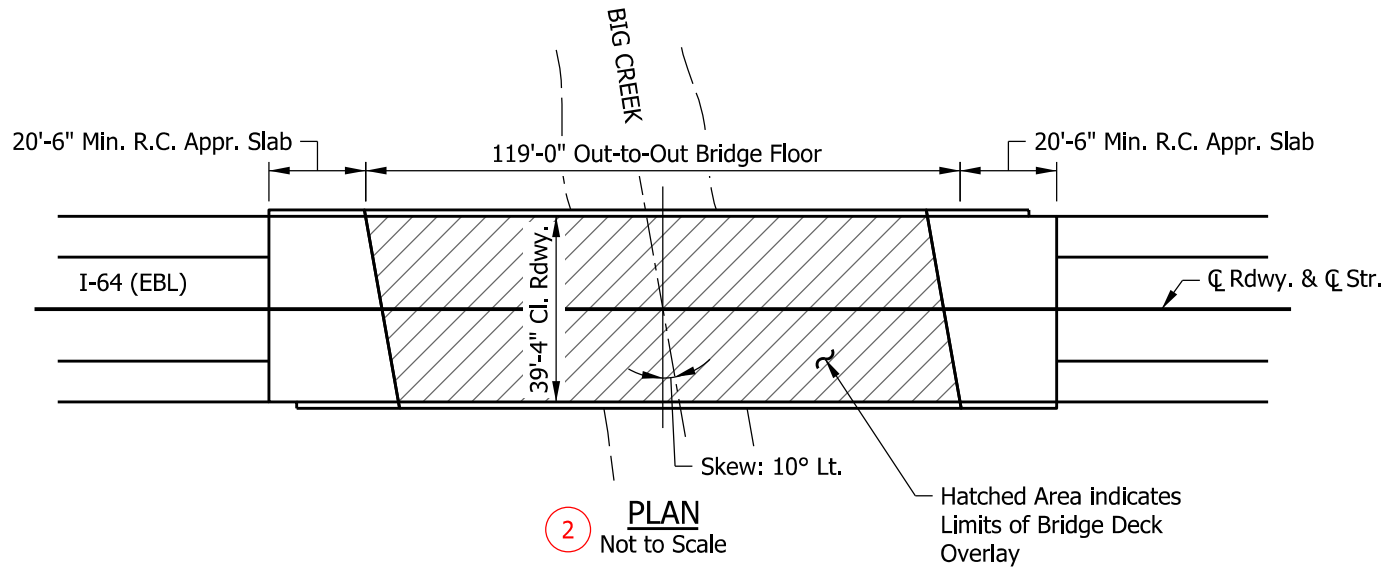 BIG CREEK
20'-6" Min. R.C. Appr. Slab
119'-0" Out-to-Out Bridge Floor
20'-6" Min. R.C. Appr. Slab
I-64 (EBL)
39'-4" Cl. Rdwy.
℄ Rdwy. & ℄ Str.
Skew: 10° Lt.
Hatched Area indicates
Limits of Bridge Deck
Overlay
2
PLAN
Not to Scale